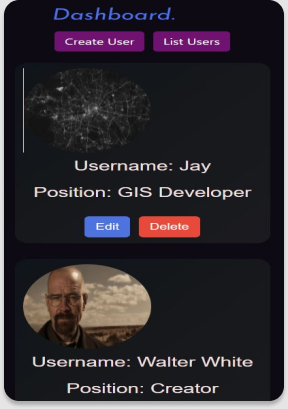 Dashboard.
Create User
List Users
Username: Jay
Position: GIS Developer
Edit
Delete
Username: Walter White
Position: Creator